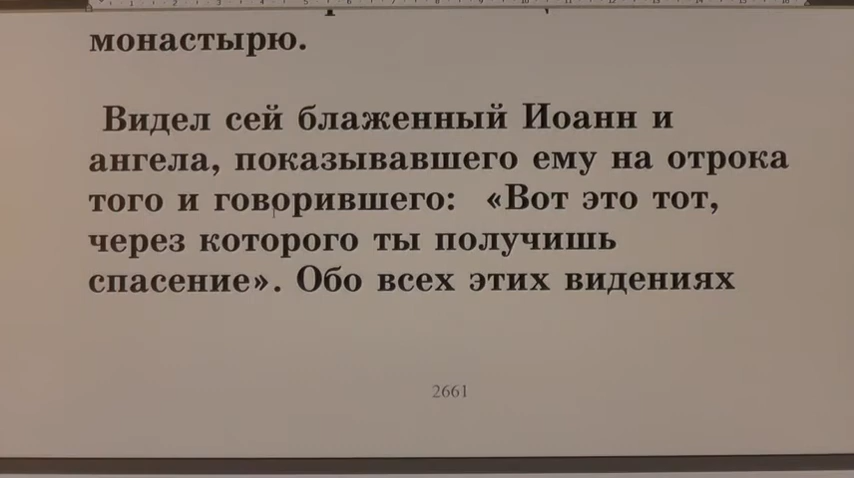 монастырю.
Видел сей блаженный Иоанн и
ангела, показывавшего ему на отрока
того и говорившего: «Вот это тот,
через которого ты получишь
спасение». Обо всех этих видениях
2661